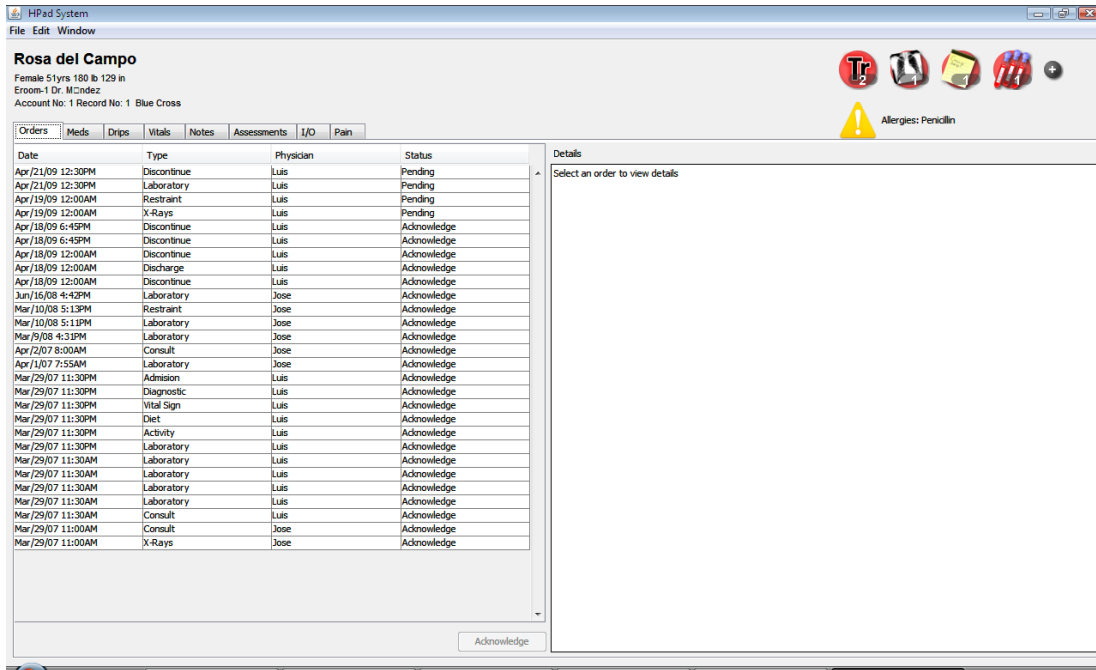 HPad System
File Edit Window
Rosa del Campo
Female 51yrs 180 lb 129 in
Eroom-1 Dr. M□ndez
Account No: 1 Record No: 1 Blue Cross
Tr 2 1 1 1
Allergies: Penicillin
Orders Meds Drips Vitals Notes Assessments I/O Pain
Date Type Physician Status
Apr/21/09 12:30PM Discontinue Luis Pending
Apr/21/09 12:30PM Laboratory Luis Pending
Apr/19/09 12:00AM Restraint Luis Pending
Apr/19/09 12:00AM X-Rays Luis Pending
Apr/18/09 6:45PM Discontinue Luis Acknowledge
Apr/18/09 6:45PM Discontinue Luis Acknowledge
Apr/18/09 12:00AM Discontinue Luis Acknowledge
Apr/18/09 12:00AM Discharge Luis Acknowledge
Apr/18/09 12:00AM Discontinue Luis Acknowledge
Jun/16/08 4:42PM Laboratory Jose Acknowledge
Mar/10/08 5:13PM Restraint Jose Acknowledge
Mar/10/08 5:11PM Laboratory Jose Acknowledge
Mar/9/08 4:31PM Laboratory Jose Acknowledge
Apr/2/07 8:00AM Consult Jose Acknowledge
Apr/1/07 7:55AM Laboratory Jose Acknowledge
Mar/29/07 11:30PM Admision Luis Acknowledge
Mar/29/07 11:30PM Diagnostic Luis Acknowledge
Mar/29/07 11:30PM Vital Sign Luis Acknowledge
Mar/29/07 11:30PM Diet Luis Acknowledge
Mar/29/07 11:30PM Activity Luis Acknowledge
Mar/29/07 11:30PM Laboratory Luis Acknowledge
Mar/29/07 11:30AM Laboratory Luis Acknowledge
Mar/29/07 11:30AM Laboratory Luis Acknowledge
Mar/29/07 11:30AM Laboratory Luis Acknowledge
Mar/29/07 11:30AM Laboratory Luis Acknowledge
Mar/29/07 11:30AM Consult Luis Acknowledge
Mar/29/07 11:00AM Consult Jose Acknowledge
Mar/29/07 11:00AM X-Rays Jose Acknowledge
Acknowledge
Details
Select an order to view details